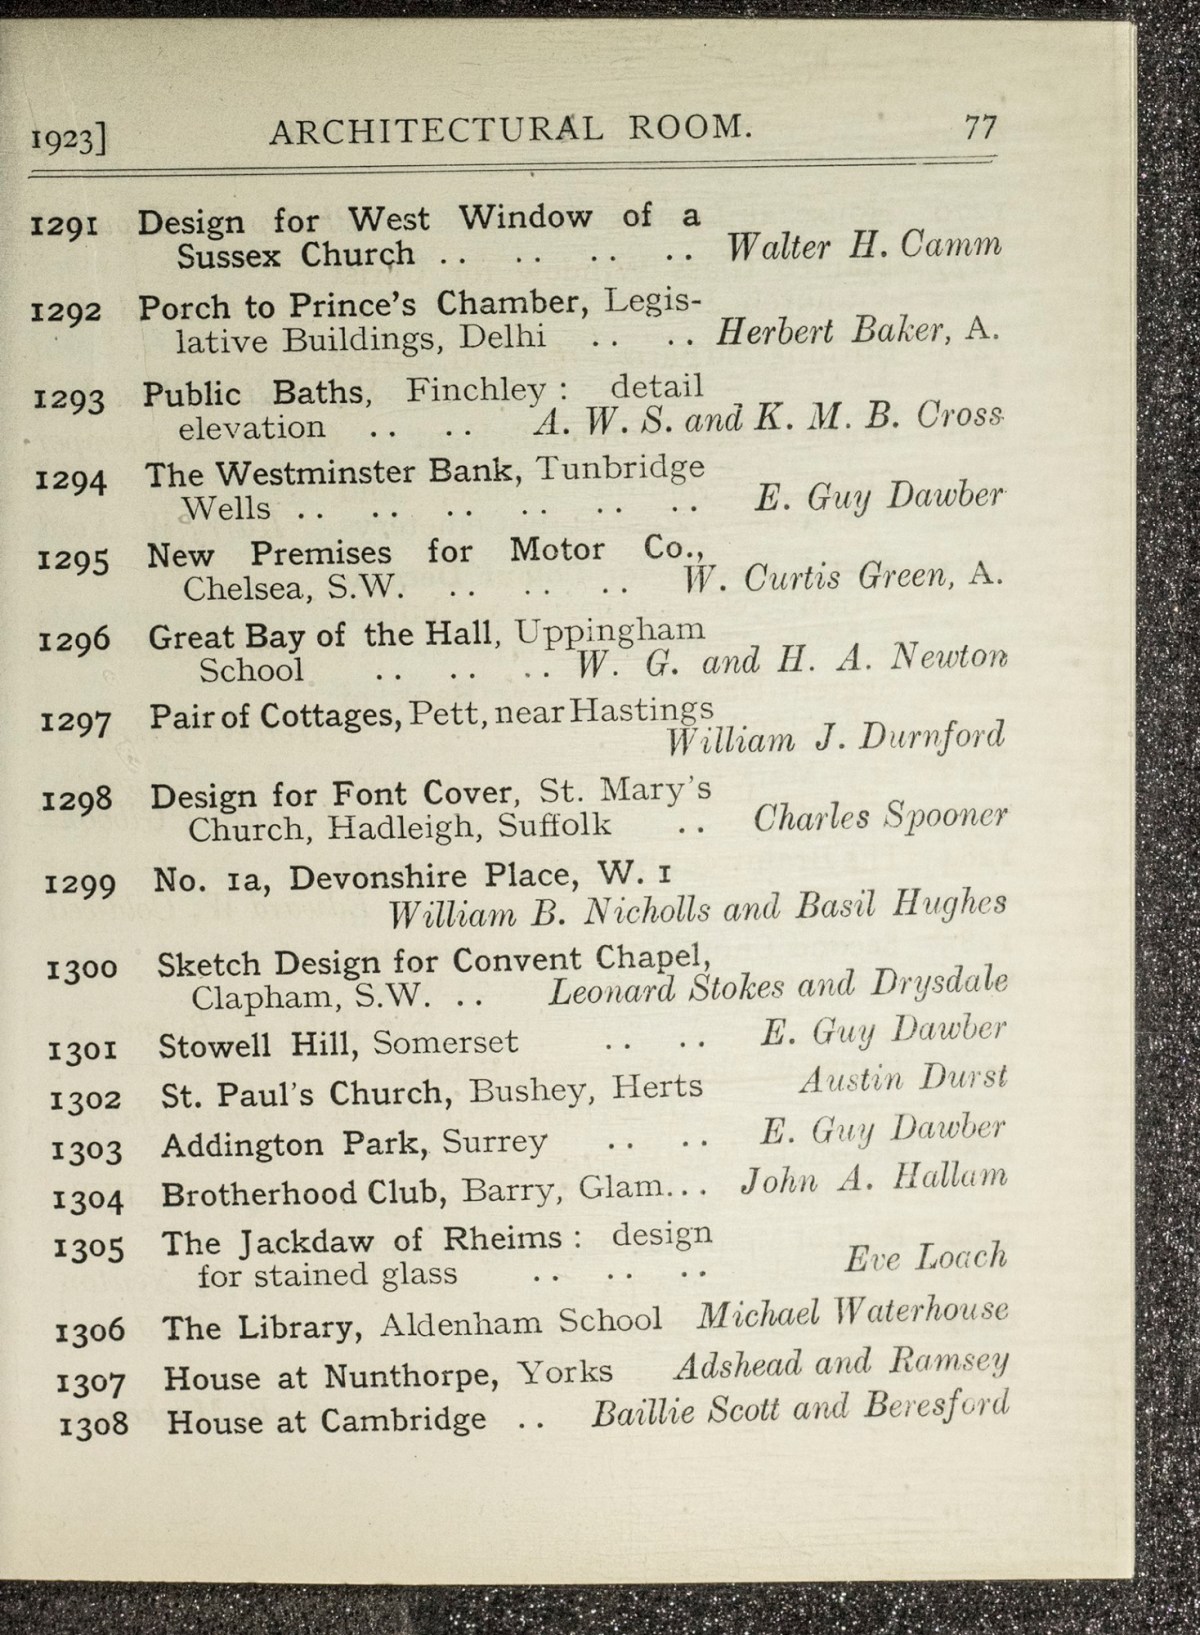 1923] ARCHITECTURAL ROOM. 77
1291 Design for West Window of a
Sussex Church .. .. .. .. Walter H. Camm
1292 Porch to Prince's Chamber, Legis-
lative Buildings, Delhi .. .. Herbert Baker, A.
1293 Public Baths, Finchley : detail
elevation .. .. A. W. S. and K. M. B. Cross
1294 The Westminster Bank, Tunbridge
Wells .. .. .. .. .. .. E. Guy Dawber
1295 New Premises for Motor Co.,
Chelsea, S.W. .. .. .. W. Curtis Green, A.
1296 Great Bay of the Hall, Uppingham
School .. .. .. W. G. and H. A. Newton
1297 Pair of Cottages, Pett, near Hastings
William J. Durnford
1298 Design for Font Cover, St. Mary's
Church, Hadleigh, Suffolk .. Charles Spooner
1299 No. 1a, Devonshire Place, W. 1
William B. Nicholls and Basil Hughes
1300 Sketch Design for Convent Chapel,
Clapham, S.W. .. Leonard Stokes and Drysdale
1301 Stowell Hill, Somerset .. .. E. Guy Dawber
1302 St. Paul's Church, Bushey, Herts Austin Durst
1303 Addington Park, Surrey .. .. E. Guy Dawber
1304 Brotherhood Club, Barry, Glam... John A. Hallam
1305 The Jackdaw of Rheims : design
for stained glass .. .. .. Eve Loach
1306 The Library, Aldenham School Michael Waterhouse
1307 House at Nunthorpe, Yorks Adshead and Ramsey
1308 House at Cambridge .. Baillie Scott and Beresford